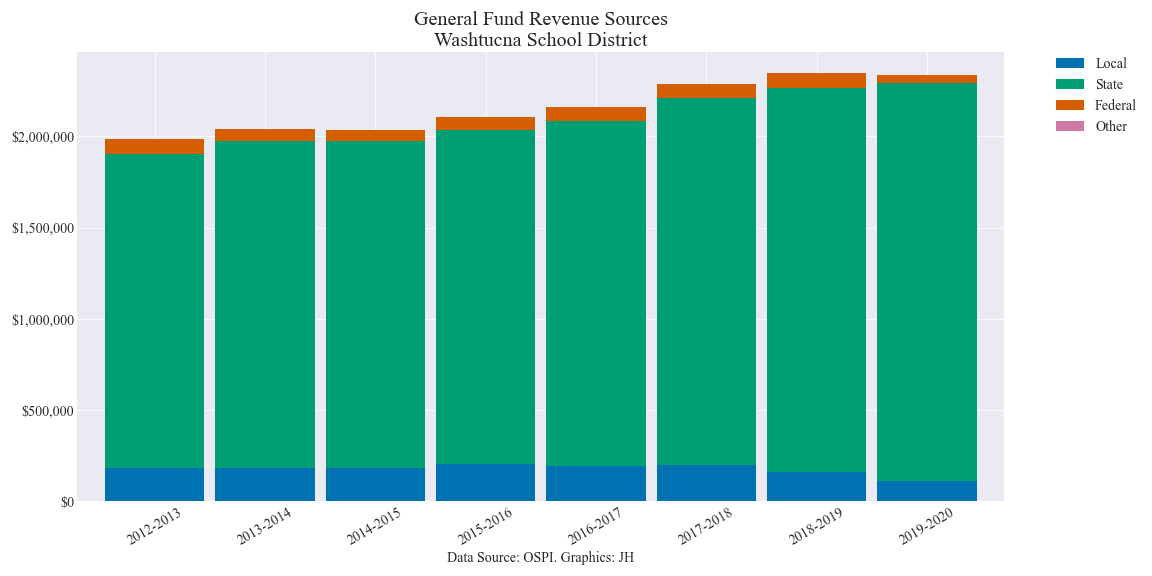 General Fund Revenue Sources
Washtucna School District
Local
State
Federal
Other
$2,000,000
$1,500,000
$1,000,000
$500,000
$0
2012-2013
2013-2014
2014-2015
2015-2016
2016-2017
2017-2018
2018-2019
2019-2020
Data Source: OSPI. Graphics: JH